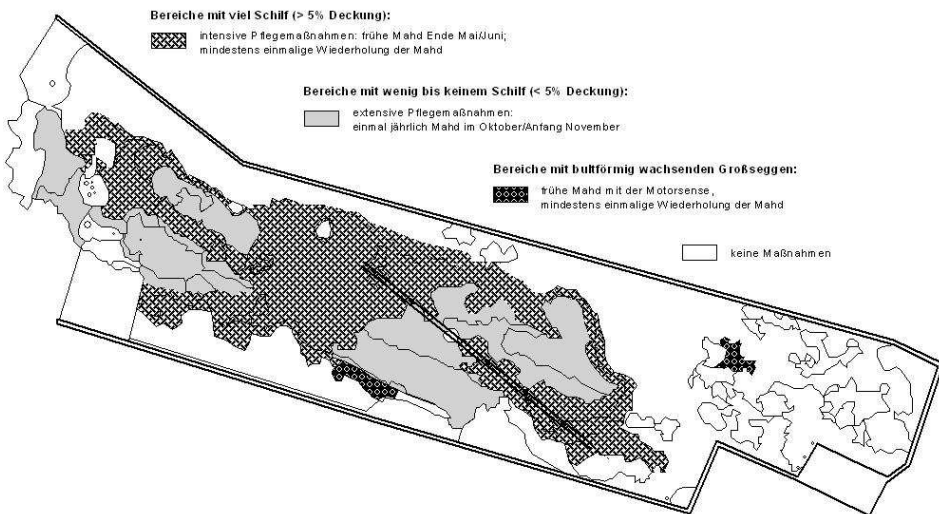 Bereiche mit viel Schilf (> 5% Deckung):
intensive Pflegemaßnahmen: frühe Mahd Ende Mai/Juni;
mindestens einmalige Wiederholung der Mahd
Bereiche mit wenig bis keinem Schilf (< 5% Deckung):
extensive Pflegemaßnahmen:
einmal jährlich Mahd im Oktober/Anfang November
Bereiche mit bultförmig wachsenden Großseggen:
frühe Mahd mit der Motorsense,
mindestens einmalige Wiederholung der Mahd
keine Maßnahmen